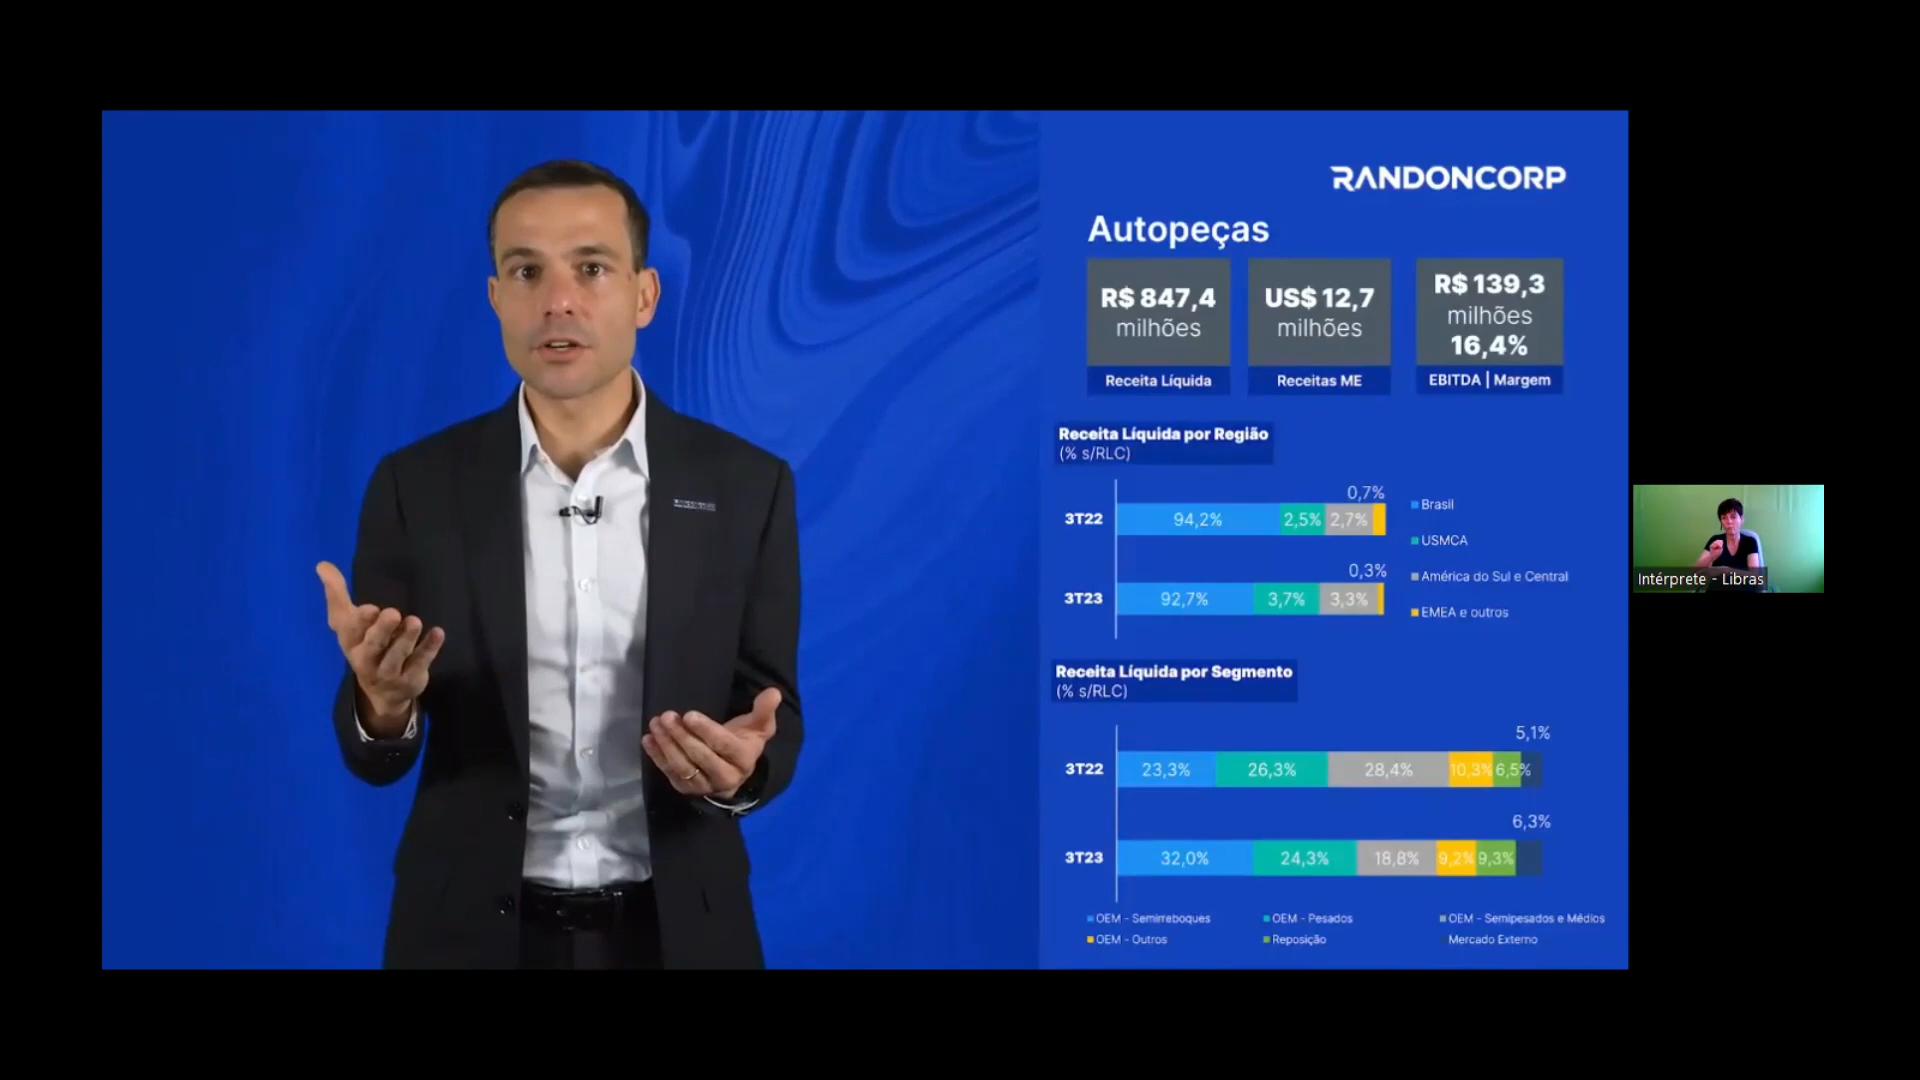 RANDONCORP
Autopeças
R$ 847,4
milhões
Receita Líquida
US$ 12,7
milhões
Receitas ME
R$ 139,3
milhões
16,4%
EBITDA | Margem
Receita Líquida por Região
(% s/RLC)
0,7%
3T22 94,2% 2,5% 2,7%
0,3%
3T23 92,7% 3,7% 3,3%
Brasil
USMCA
América do Sul e Central
EMEA e outros
Receita Líquida por Segmento
(% s/RLC)
5,1%
3T22 23,3% 26,3% 28,4% 10,3% 6,5%
6,3%
3T23 32,0% 24,3% 18,8% 9,2% 9,3%
OEM - Semirreboques OEM - Pesados OEM - Semipesados e Médios
OEM - Outros Reposição Mercado Externo
Intérprete - Libras